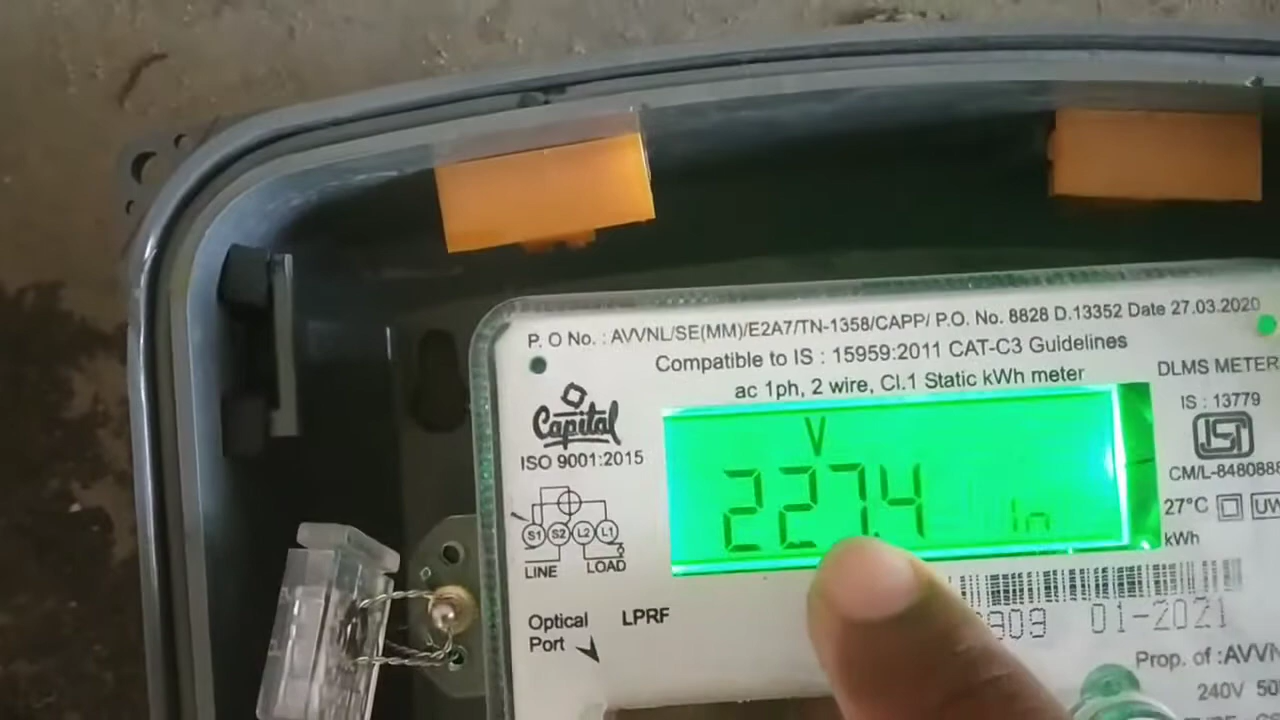 P. O No. : AVVNL/SE(MM)/E2A7/TN-1358/CAPP/ P.O. No. 8828 D.13352 Date 27.03.2020
Compatible to IS : 15959:2011 CAT-C3 Guidelines
ac 1ph, 2 wire, Cl.1 Static kWh meter
DLMS METER
IS : 13779
ISI
CM/L-8480888
27°C
kWh
Capital
ISO 9001:2015
S1 S2 L2 L1
LINE LOAD
V
227.4 In
Optical
Port
LPRF
909 01-2021
Prop. of :AVVN
240V 50